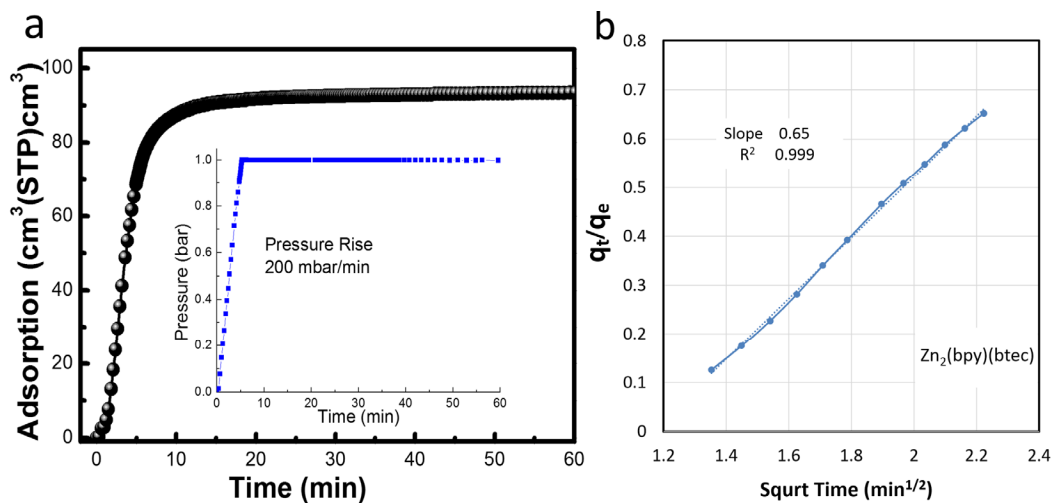 a
Adsorption (cm³(STP)cm³)
100
80
60
40
20
0
0 10 20 30 40 50 60
Time (min)
Pressure (bar)
1.0
0.8
0.6
0.4
0.2
0.0
Pressure Rise
200 mbar/min
0 10 20 30 40 50 60
Time (min)
b
qt/qe
0.8
0.7
0.6
0.5
0.4
0.3
0.2
0.1
0
Slope 0.65
R² 0.999
Zn₂(bpy)(btec)
1.2 1.4 1.6 1.8 2 2.2 2.4
Squrt Time (min^1/2)